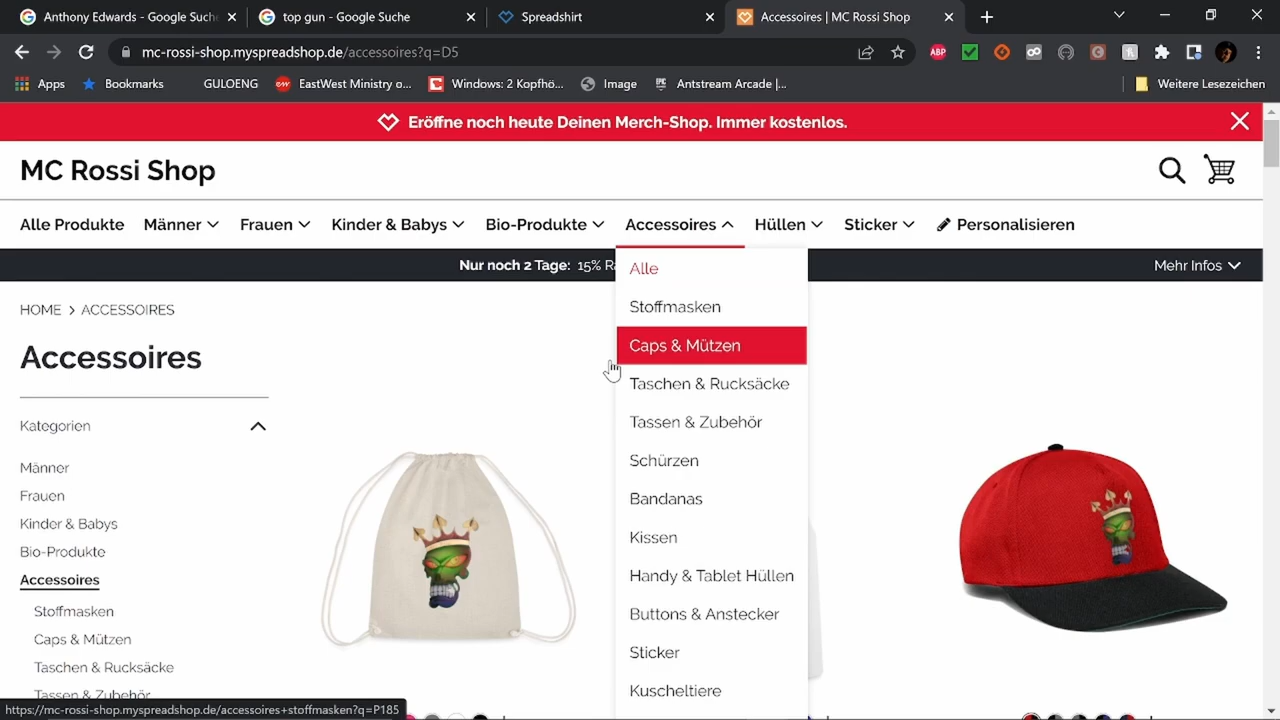 Anthony Edwards - Google Suche
top gun - Google Suche
Spreadshirt
Accessoires | MC Rossi Shop
mc-rossi-shop.myspreadshop.de/accessoires?q=D5
ABP
Apps
Bookmarks
GULOENG
EastWest Ministry o...
Windows: 2 Kopfhö...
Image
Antstream Arcade |...
Weitere Lesezeichen
Eröffne noch heute Deinen Merch-Shop. Immer kostenlos.
MC Rossi Shop
Alle Produkte Männer Frauen Kinder & Babys Bio-Produkte Accessoires Hüllen Sticker Personalisieren
Nur noch 2 Tage: 15% Ra
Mehr Infos
HOME > ACCESSOIRES
Accessoires
Kategorien
Männer
Frauen
Kinder & Babys
Bio-Produkte
Accessoires
Stoffmasken
Caps & Mützen
Taschen & Rucksäcke
Tassen & Zubehör
Alle
Stoffmasken
Caps & Mützen
Taschen & Rucksäcke
Tassen & Zubehör
Schürzen
Bandanas
Kissen
Handy & Tablet Hüllen
Buttons & Anstecker
Sticker
Kuscheltiere
https://mc-rossi-shop.myspreadshop.de/accessoires+stoffmasken?q=P185